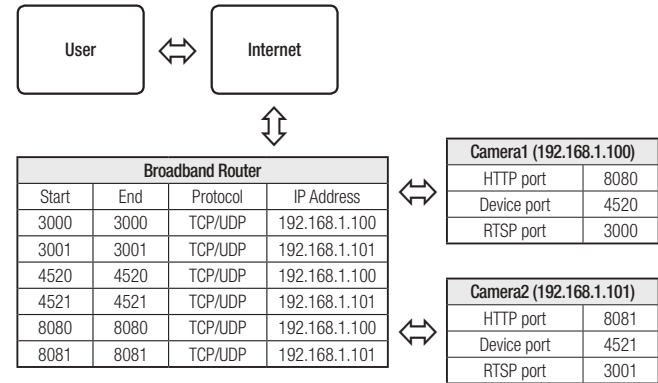 User
Internet
Broadband Router
Start End Protocol IP Address
3000 3000 TCP/UDP 192.168.1.100
3001 3001 TCP/UDP 192.168.1.101
4520 4520 TCP/UDP 192.168.1.100
4521 4521 TCP/UDP 192.168.1.101
8080 8080 TCP/UDP 192.168.1.100
8081 8081 TCP/UDP 192.168.1.101
Camera1 (192.168.1.100)
HTTP port 8080
Device port 4520
RTSP port 3000
Camera2 (192.168.1.101)
HTTP port 8081
Device port 4521
RTSP port 3001